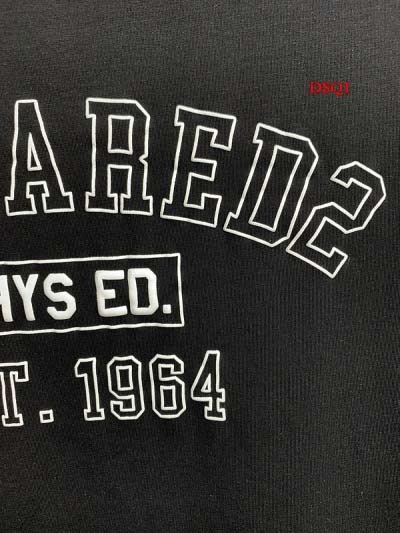 DSQ1
ARED2
HYS ED.
T. 1964